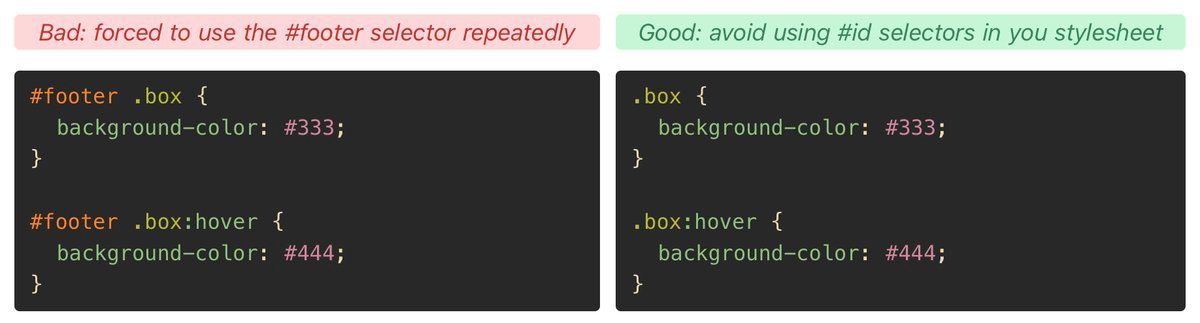 Bad: forced to use the #footer selector repeatedly
#footer .box {
  background-color: #333;
}
#footer .box:hover {
  background-color: #444;
}
Good: avoid using #id selectors in you stylesheet
.box {
  background-color: #333;
}
.box:hover {
  background-color: #444;
}